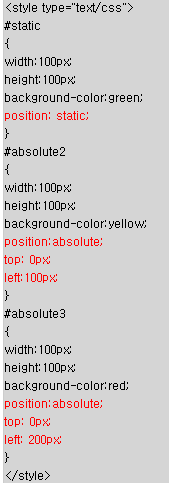 <style type="text/css">
#static
{
width:100px;
height:100px;
background-color:green;
position: static;
}
#absolute2
{
width:100px;
height:100px;
background-color:yellow;
position:absolute;
top: 0px;
left:100px;
}
#absolute3
{
width:100px;
height:100px;
background-color:red;
position:absolute;
top: 0px;
left: 200px;
}
</style>